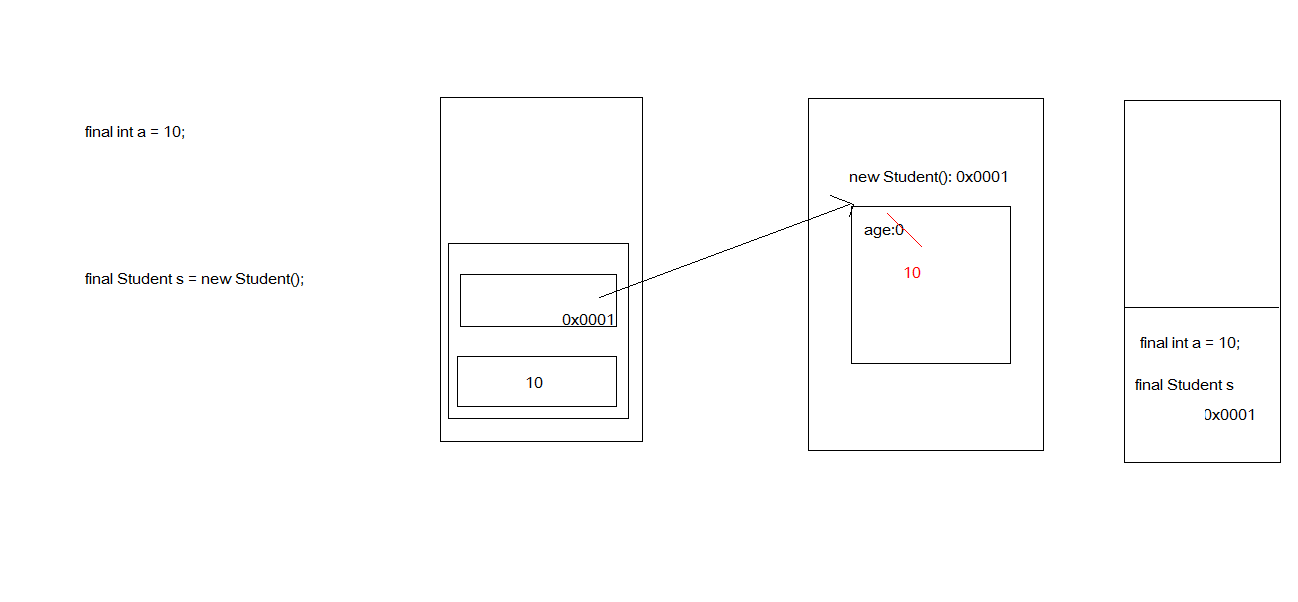 final int a = 10;
final Student s = new Student();
0x0001
10
new Student(): 0x0001
age:0
10
final int a = 10;
final Student s
0x0001